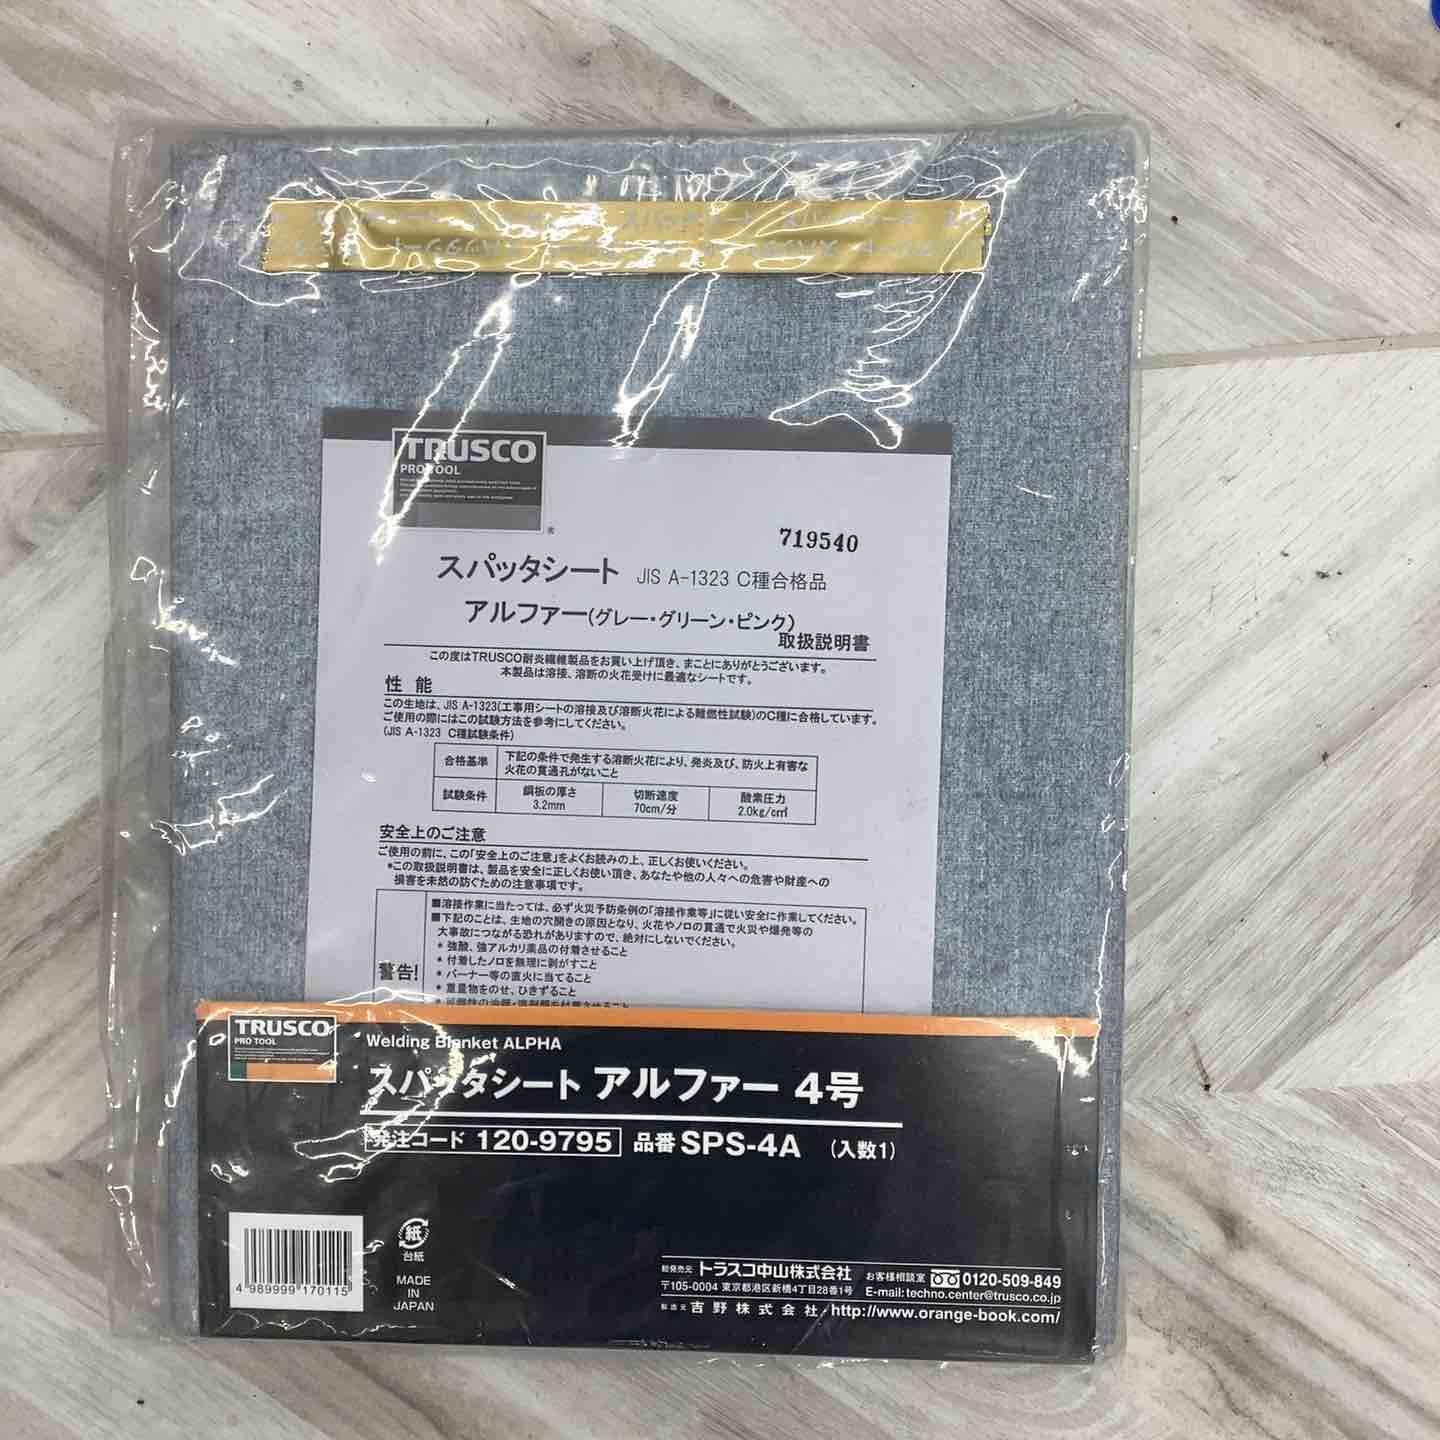 TRUSCO
PRO TOOL
719540
スパッタシート JIS A-1323 C種合格品
アルファー(グレー・グリーン・ピンク)
取扱説明書
この度はTRUSCO耐炎繊維製品をお買い上げ頂き、まことにありがとうございます。
本製品は溶接、溶断の火花受けに最適なシートです。
性 能
この生地は、JIS A-1323(工事用シートの溶接及び溶断火花による難燃性試験)のC種に合格しています。
ご使用の際にはこの試験方法を参考にしてください。
(JIS A-1323 C種試験条件)
合格基準 下記の条件で発生する溶断火花により、発炎及び、防火上有害な
火花の貫通孔がないこと
試験条件 鋼板の厚さ 切断速度 酸素圧力
3.2mm 70cm/分 2.0kg/c㎡
安全上のご注意
ご使用の前に、この「安全上のご注意」をよくお読みの上、正しくお使いください。
*この取扱説明書は、製品を安全に正しくお使い頂き、あなたや他の人々への危害や財産への
損害を未然の防ぐための注意事項です。
警告!
■溶接作業に当たっては、必ず火災予防条例の「溶接作業等」に従い安全に作業してください。
■下記のことは、生地の穴開きの原因となり、火花やノロの貫通で火災や爆発等の
大事故につながる恐れがありますので、絶対にしないでください。
* 強酸、強アルカリ薬品の付着させること
* 付着したノロを無理に剥がすこと
* バーナー等の直火に当てること
* 重量物をのせ、ひきずること
TRUSCO
PRO TOOL
Welding Blanket ALPHA
スパッタシート アルファー 4号
発注コード 120-9795 品番 SPS-4A (入数1)
4 989999 170115
紙
台紙
MADE
IN
JAPAN
総発売元 トラスコ中山株式会社 お客様相談室 0120-509-849
〒105-0004 東京都港区新橋4丁目28番1号 E-mail:techno.center@trusco.co.jp
製造元 吉野株式会社 http://www.orange-book.com/